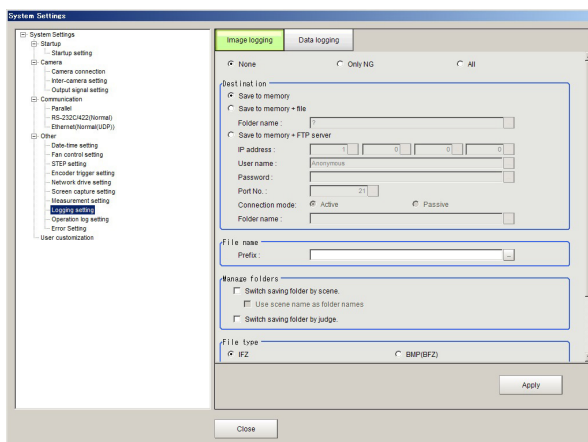 System Settings
System Settings
Startup
Startup setting
Camera
Camera connection
Inter-camera setting
Output signal setting
Communication
Parallel
RS-232C/422(Normal)
Ethernet(Normal(UDP))
Other
Date-time setting
Fan control setting
STEP setting
Encoder trigger setting
Network drive setting
Screen capture setting
Measurement setting
Logging setting
Operation log setting
Error Setting
User customization
Image logging Data logging
None Only NG All
Destination
Save to memory
Save to memory + file
Folder name : ?
Save to memory + FTP server
IP address : 1 0 0 0
User name : Anonymous
Password :
Port No. : 21
Connection mode: Active Passive
Folder name :
File name
Prefix : ...
Manage folders
Switch saving folder by scene.
Use scene name as folder names
Switch saving folder by judge.
File type
IFZ BMP(BFZ)
Apply
Close